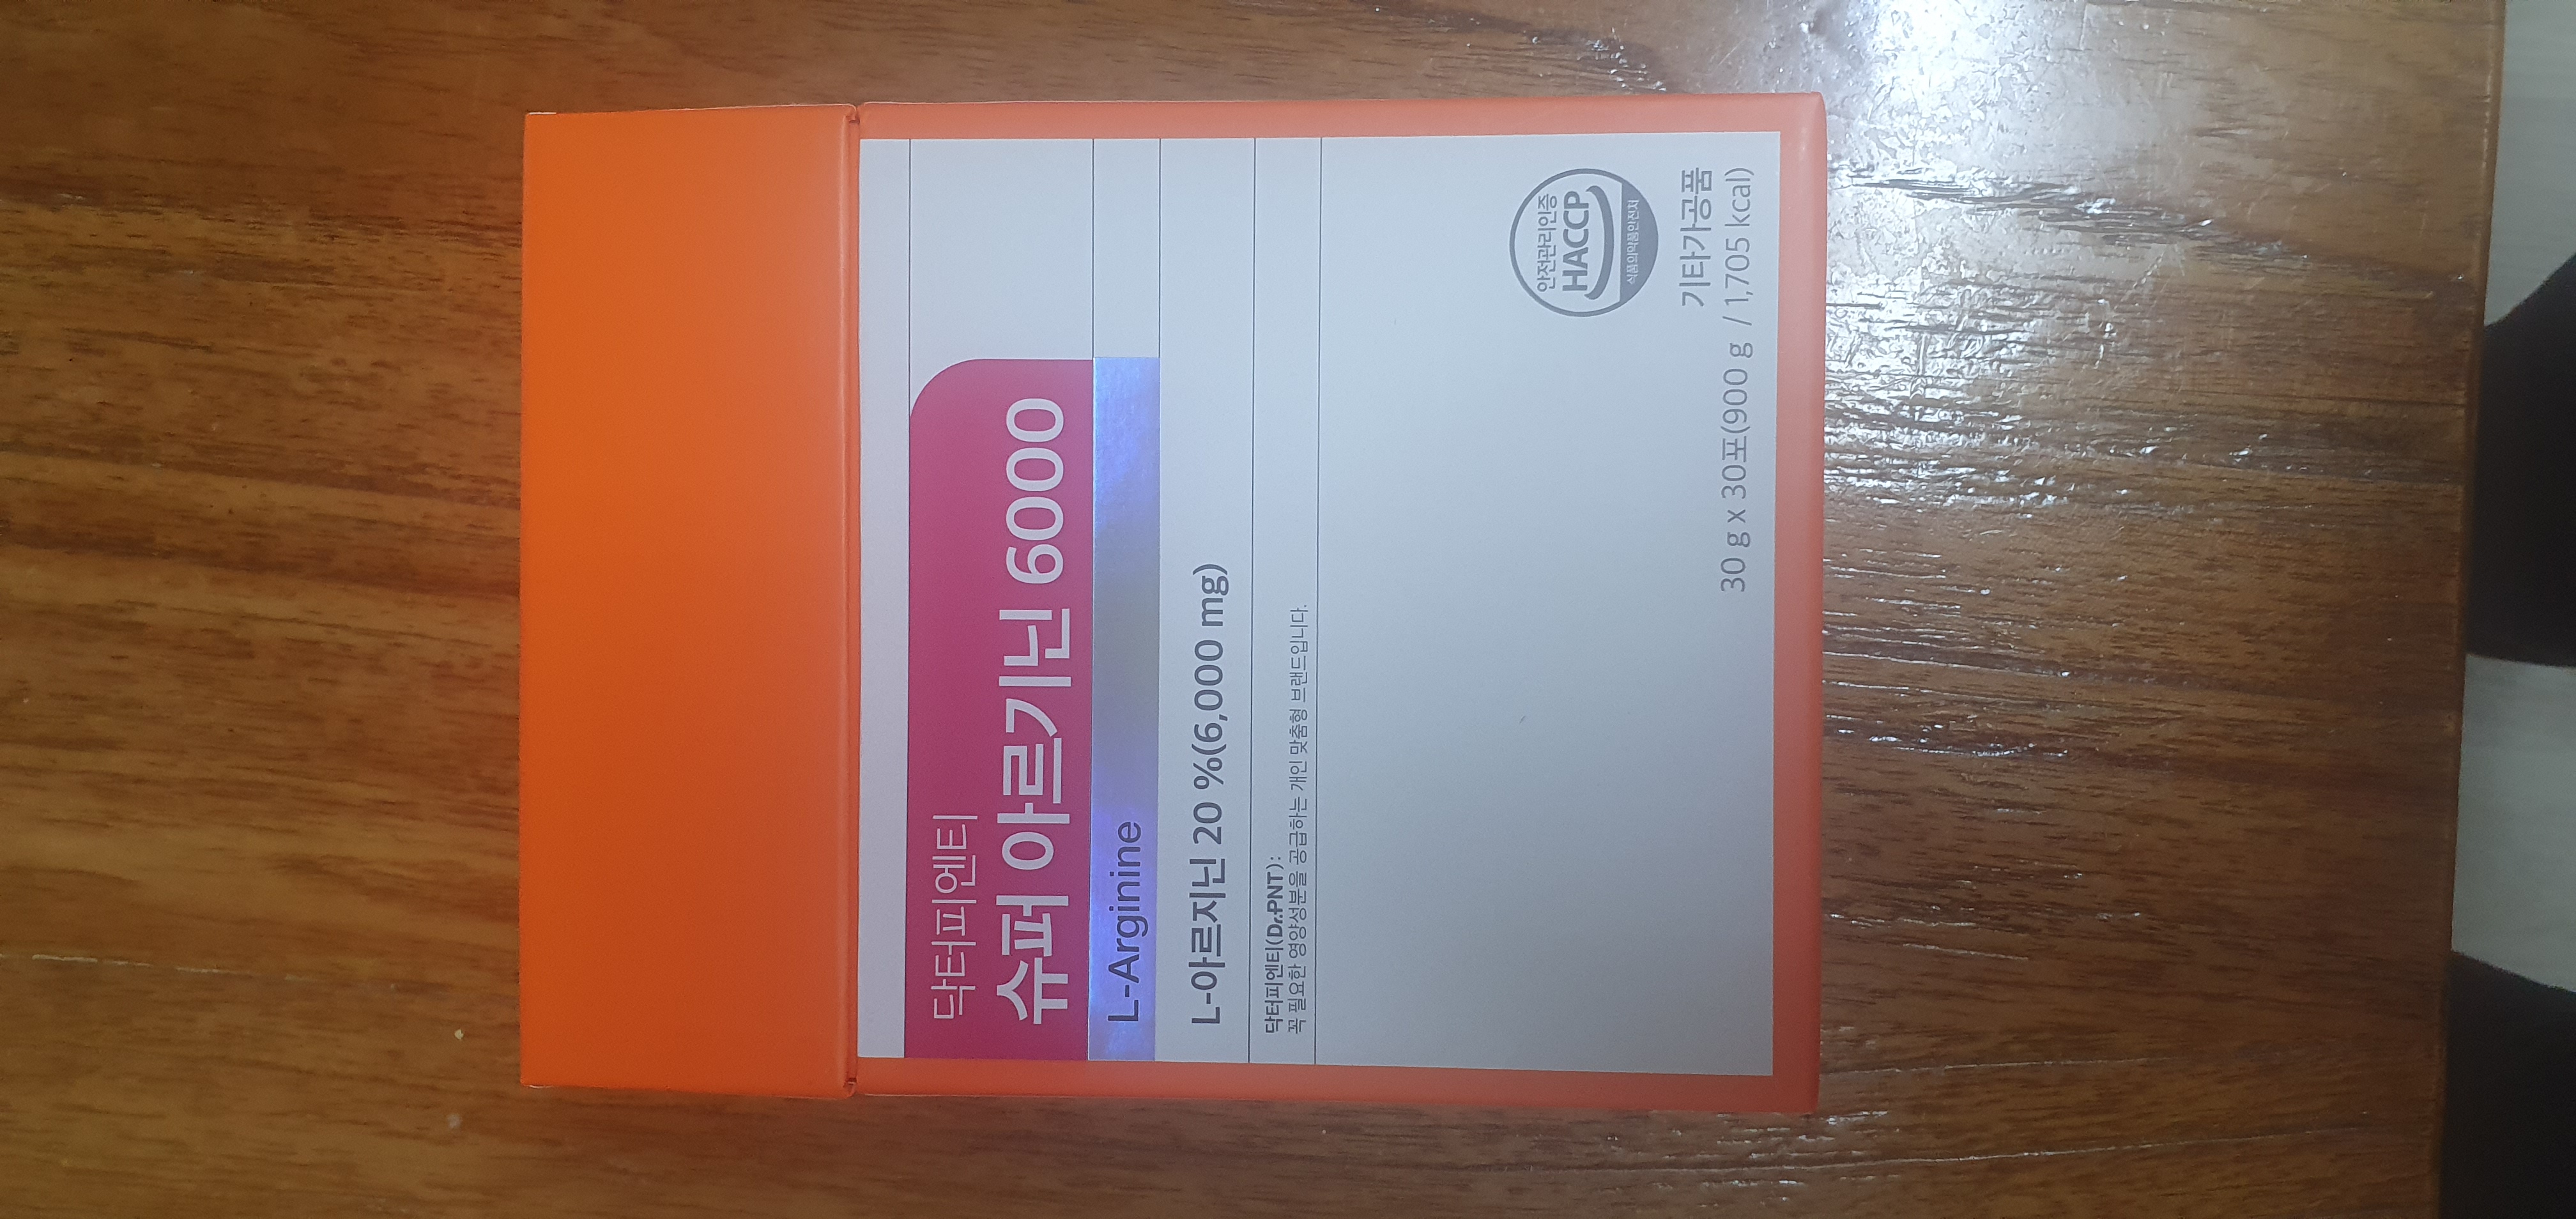 닥터피엔티
슈퍼 아르기닌 6000
L-Arginine
L-아르지닌 20 %(6,000 mg)
닥터피엔티(Dr.PNT):
꼭 필요한 영양성분을 공급하는 개인 맞춤형 브랜드입니다.
안전관리인증
HACCP
식품의약품안전처
기타가공품
30 g x 30포(900 g / 1,705 kcal)